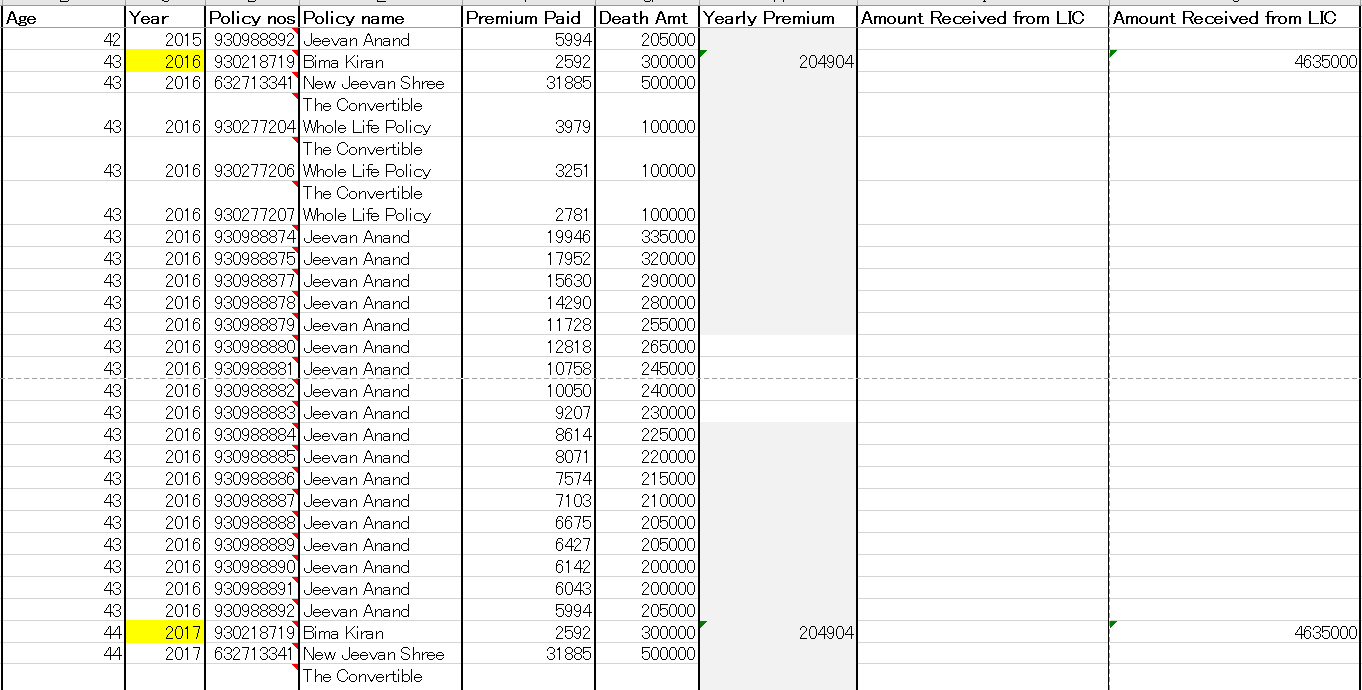 Age Year Policy nos Policy name Premium Paid Death Amt Yearly Premium Amount Received from LIC Amount Received from LIC
42 2015 930988892 Jeevan Anand 5994 205000
43 2016 930218719 Bima Kiran 2592 300000 204904 4635000
43 2016 632713341 New Jeevan Shree 31885 500000
The Convertible
43 2016 930277204 Whole Life Policy 3979 100000
The Convertible
43 2016 930277206 Whole Life Policy 3251 100000
The Convertible
43 2016 930277207 Whole Life Policy 2781 100000
43 2016 930988874 Jeevan Anand 19946 335000
43 2016 930988875 Jeevan Anand 17952 320000
43 2016 930988877 Jeevan Anand 15630 290000
43 2016 930988878 Jeevan Anand 14290 280000
43 2016 930988879 Jeevan Anand 11728 255000
43 2016 930988880 Jeevan Anand 12818 265000
43 2016 930988881 Jeevan Anand 10758 245000
43 2016 930988882 Jeevan Anand 10050 240000
43 2016 930988883 Jeevan Anand 9207 230000
43 2016 930988884 Jeevan Anand 8614 225000
43 2016 930988885 Jeevan Anand 8071 220000
43 2016 930988886 Jeevan Anand 7574 215000
43 2016 930988887 Jeevan Anand 7103 210000
43 2016 930988888 Jeevan Anand 6675 205000
43 2016 930988889 Jeevan Anand 6427 205000
43 2016 930988890 Jeevan Anand 6142 200000
43 2016 930988891 Jeevan Anand 6043 200000
43 2016 930988892 Jeevan Anand 5994 205000
44 2017 930218719 Bima Kiran 2592 300000 204904 4635000
44 2017 632713341 New Jeevan Shree 31885 500000
The Convertible